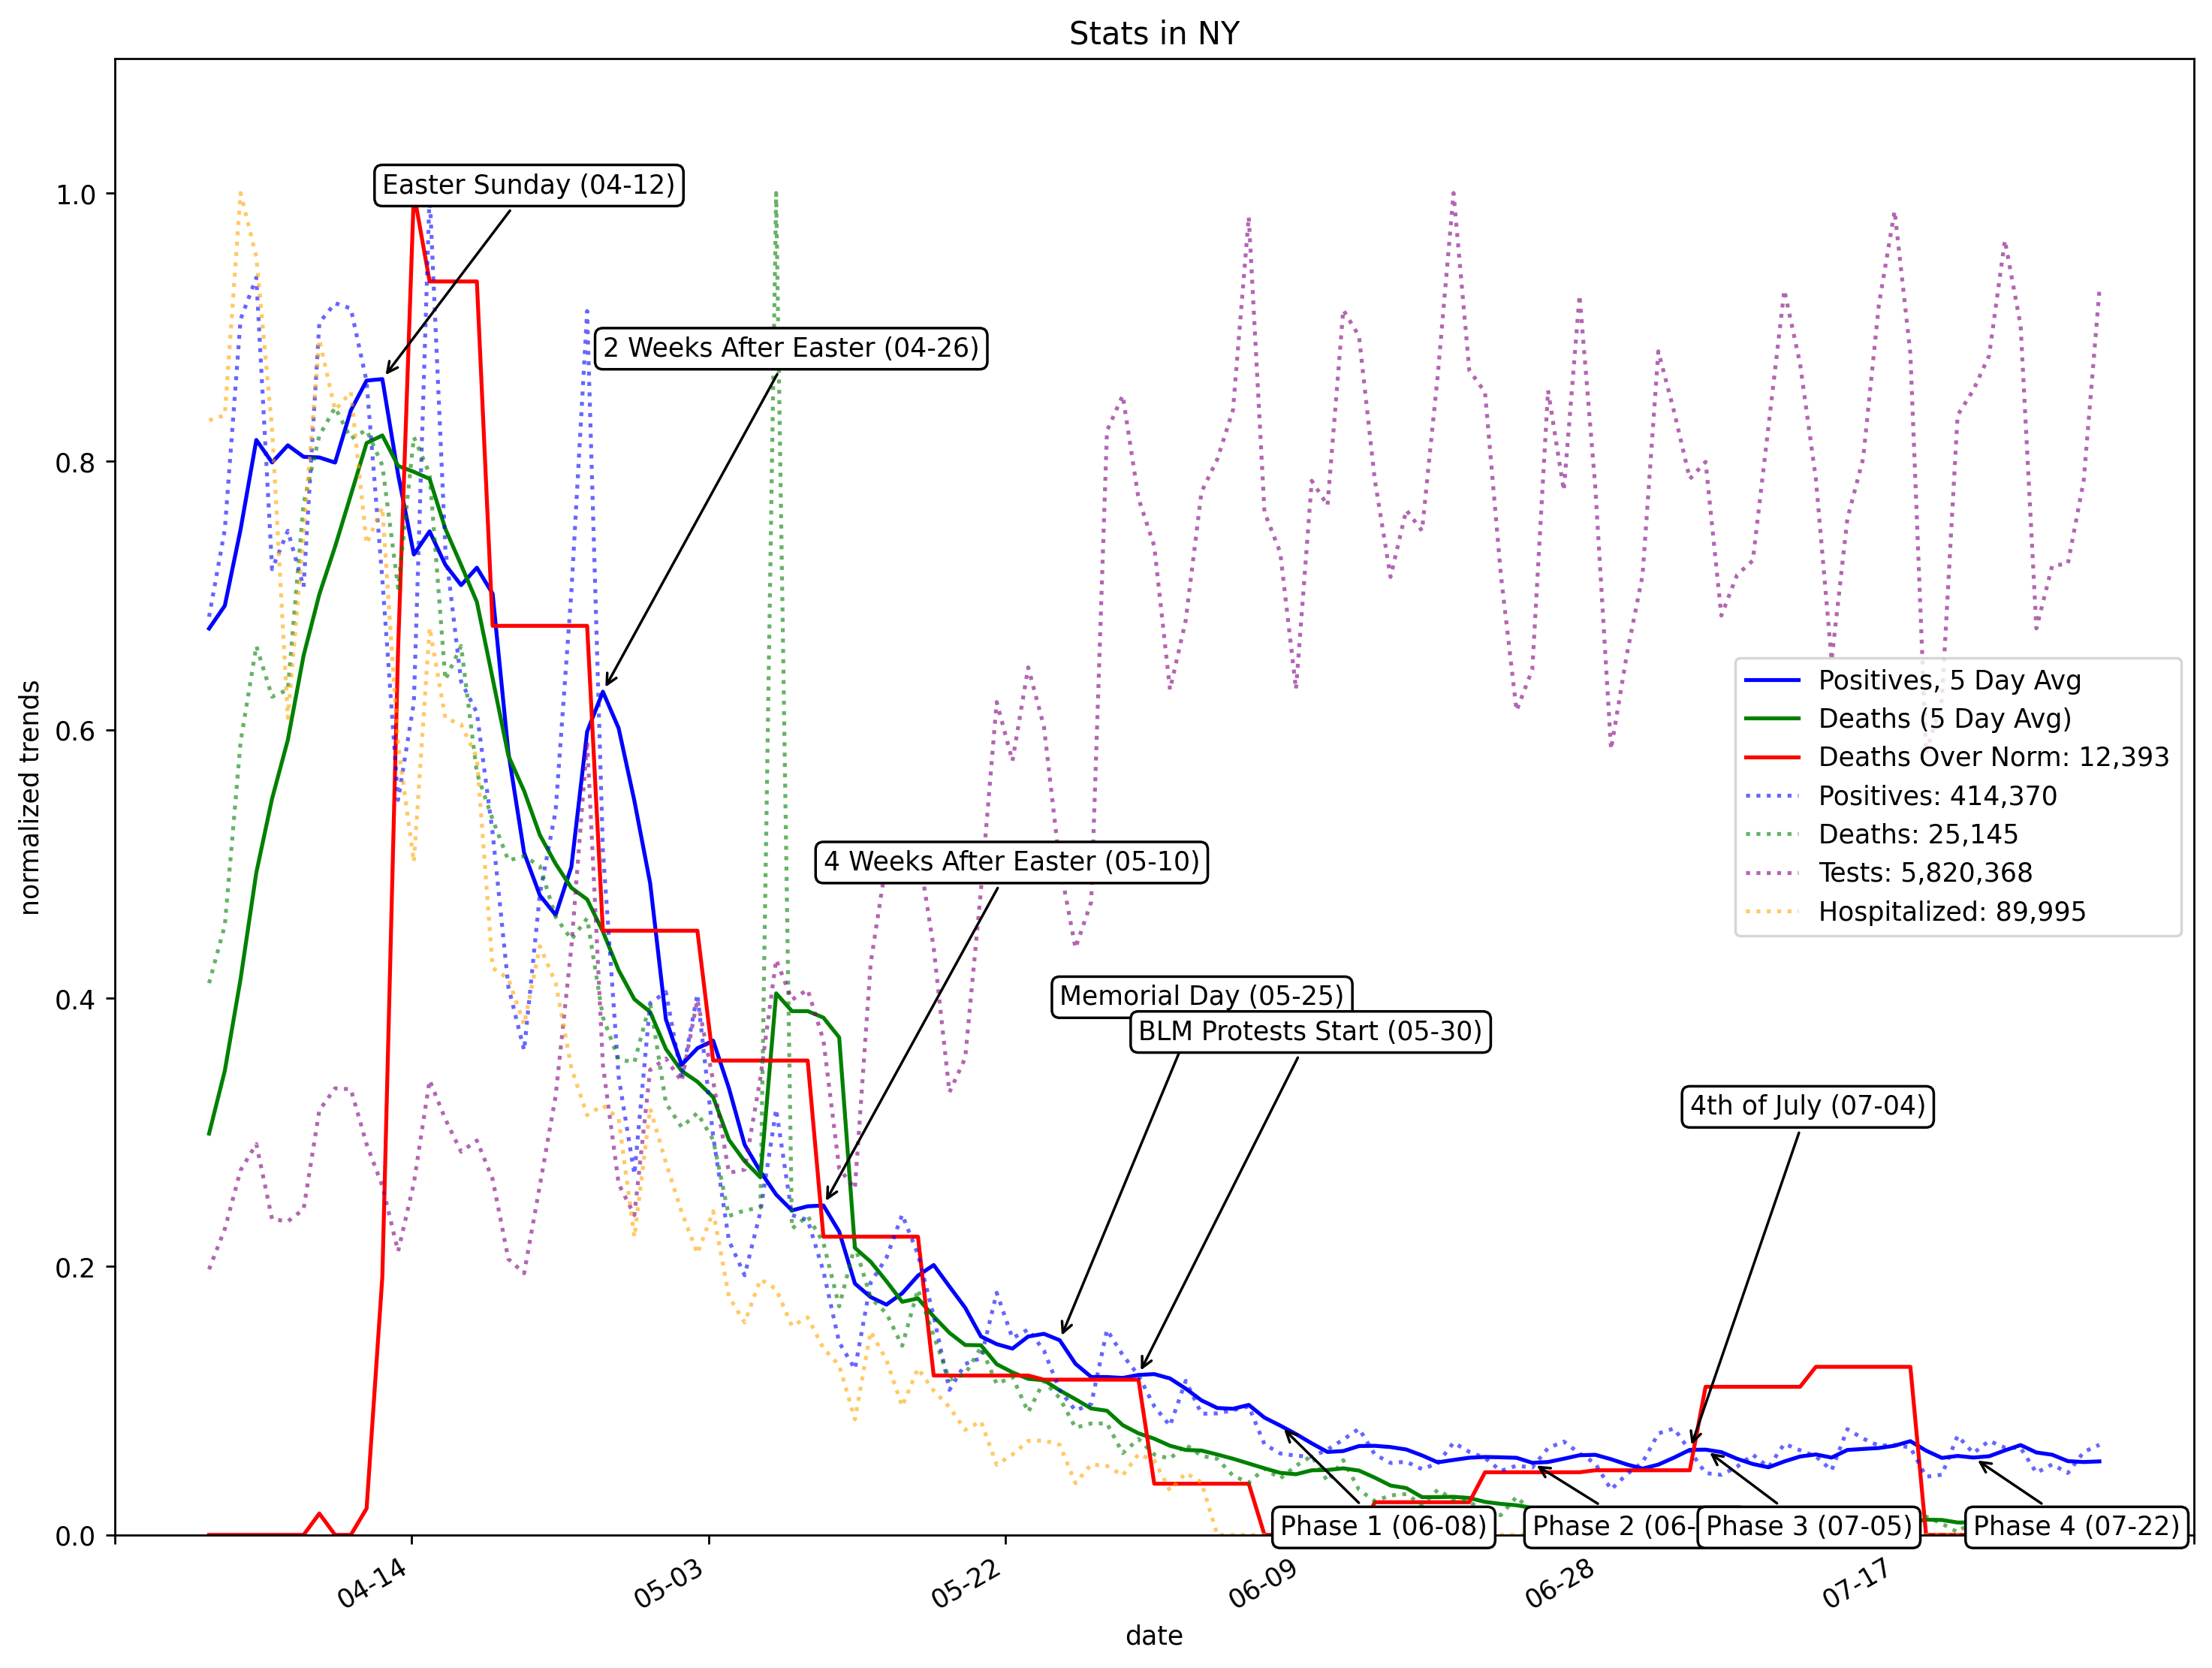 Stats in NY
1.0
0.8
0.6
0.4
0.2
0.0
normalized trends
Easter Sunday (04-12)
2 Weeks After Easter (04-26)
4 Weeks After Easter (05-10)
Memorial Day (05-25)
BLM Protests Start (05-30)
4th of July (07-04)
Positives, 5 Day Avg
Deaths (5 Day Avg)
Deaths Over Norm: 12,393
Positives: 414,370
Deaths: 25,145
Tests: 5,820,368
Hospitalized: 89,995
Phase 1 (06-08)
Phase 2 (06-
Phase 3 (07-05)
Phase 4 (07-22)
04-14
05-03
05-22
06-09
06-28
07-17
date